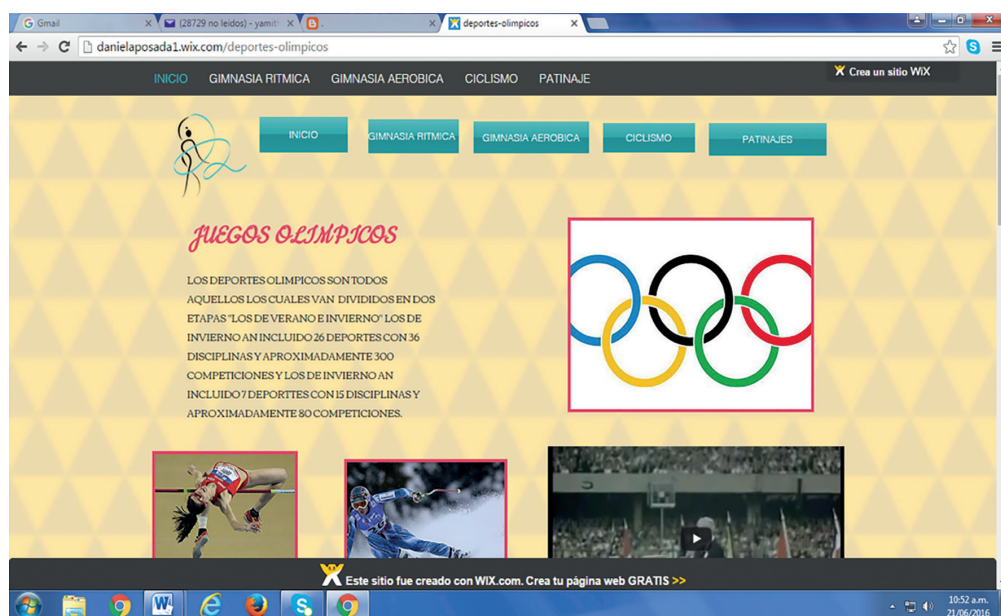 Gmail
(28729 no leidos) - yamit
deportes-olimpicos
danielaposada1.wix.com/deportes-olimpicos
INICIO GIMNASIA RITMICA GIMNASIA AEROBICA CICLISMO PATINAJE
Crea un sitio WiX
INICIO GIMNASIA RITMICA GIMNASIA AEROBICA CICLISMO PATINAJES
JUEGOS OLIMPICOS
LOS DEPORTES OLIMPICOS SON TODOS
AQUELLOS LOS CUALES VAN DIVIDIDOS EN DOS
ETAPAS "LOS DE VERANO E INVIERNO" LOS DE
INVIERNO AN INCLUIDO 26 DEPORTES CON 36
DISCIPLINAS Y APROXIMADAMENTE 300
COMPETICIONES Y LOS DE INVIERNO AN
INCLUIDO 7 DEPORTTES CON 15 DISCIPLINAS Y
APROXIMADAMENTE 80 COMPETICIONES.
Este sitio fue creado con WIX.com. Crea tu página web GRATIS >>
10:52 a.m.
21/06/2016